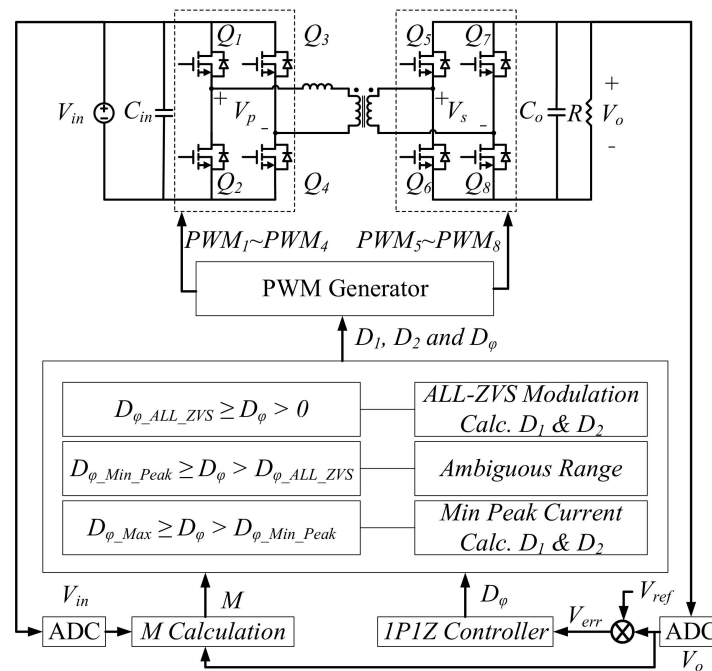 Q1 Q3 Q5 Q7
Vin Cin + Vp - + Vs - Co R + Vo -
Q2 Q4 Q6 Q8
PWM1~PWM4 PWM5~PWM8
PWM Generator
D1, D2 and Dφ
Dφ_ALL_ZVS ≥ Dφ > 0
ALL-ZVS Modulation
Calc. D1 & D2
Dφ_Min_Peak ≥ Dφ > Dφ_ALL_ZVS
Ambiguous Range
Dφ_Max ≥ Dφ > Dφ_Min_Peak
Min Peak Current
Calc. D1 & D2
Vin M Dφ Verr Vref
ADC M Calculation 1P1Z Controller ADC
Vo